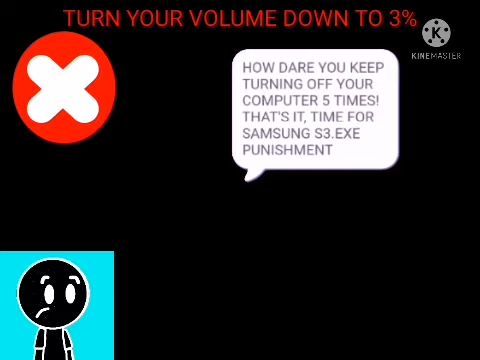 TURN YOUR VOLUME DOWN TO 3%
K
KINEMASTER
HOW DARE YOU KEEP
TURNING OFF YOUR
COMPUTER 5 TIMES!
THAT'S IT, TIME FOR
SAMSUNG S3.EXE
PUNISHMENT